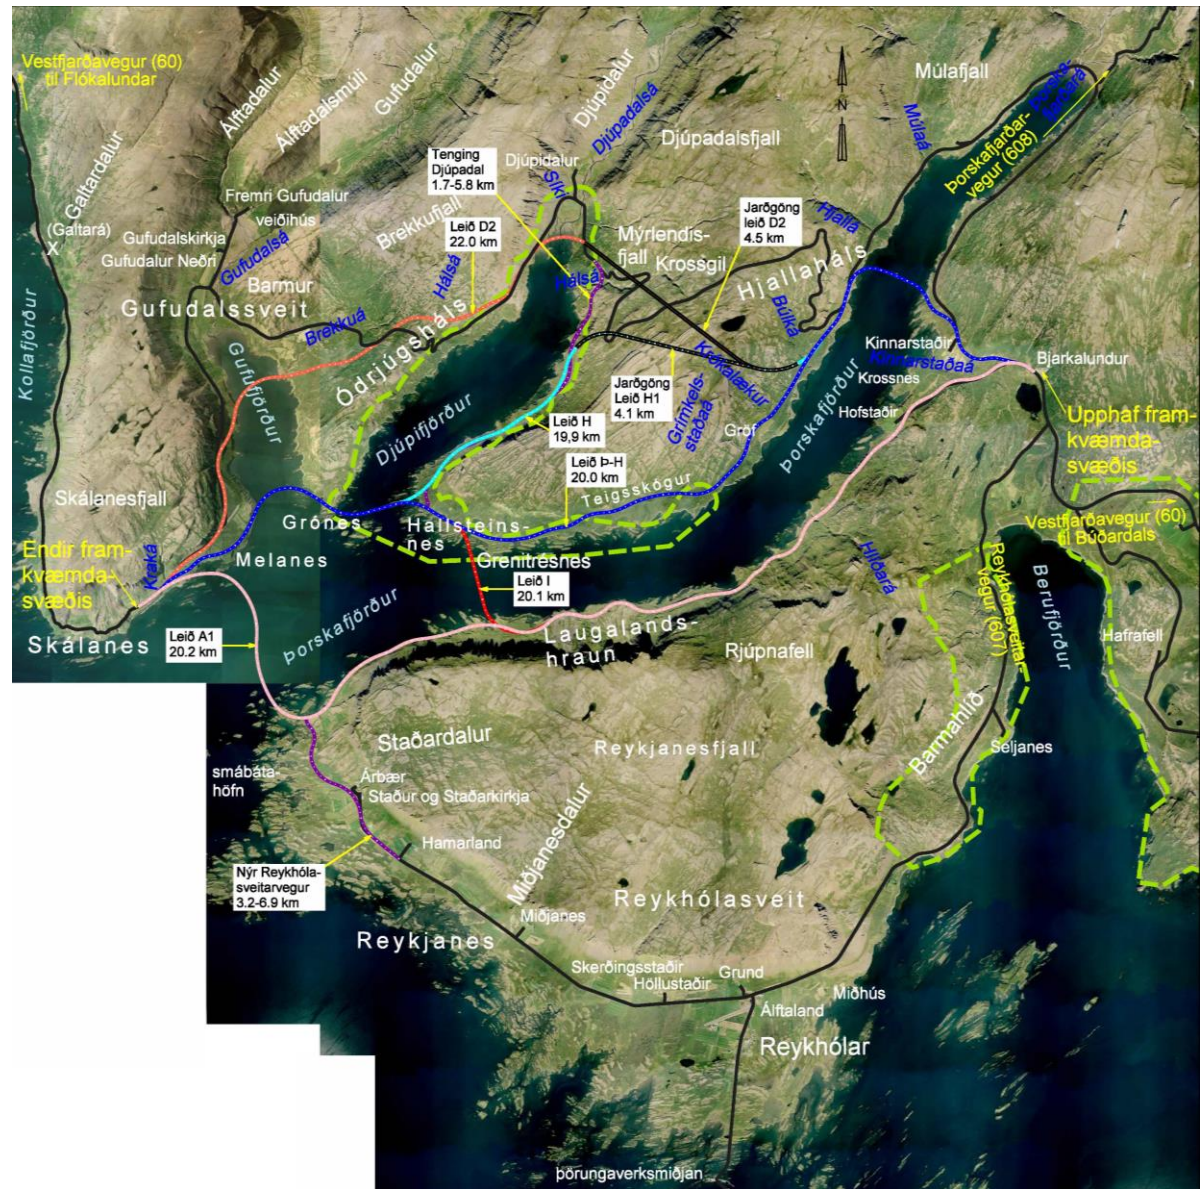 Vestfjarðavegur (60)
til Flókalundar
Álftadalur
Álftadalsmúli
Gufudalur
Djúpidalur
Djúpadalsá
Múlafjall
Þorska-
fjarðará
Múlaá
Þorskafjarðar-
vegur (608)
N
Galtardalur
(Galtará)
X
Tenging
Djúpadal
1.7-5.8 km
Djúpidalur
Djúpadalsfjall
Fremri Gufudalur
veiðihús
Brekkufjall
Leið D2
22.0 km
Jarðgöng
leið D2
4.5 km
Hjallá
Gufudalskirkja
Gufudalur Neðri
Gufudalsá
Mýrlendis-
fjall
Krossgil
Hjallaháls
Barmur
Hálsá
Hálsá
Gufudalssveit
Brekkuá
Ódrjúgsháls
Búlká
Kollafjörður
Gufufjörður
Krókalækur
Kinnarstaðir
Kinnarstaðaá
Krossnes
Bjarkalundur
Jarðgöng
Leið H1
4.1 km
Grímkels-
staðaá
Hofstaðir
Djúpifjörður
Leið H
19,9 km
Gröf
Þorskafjörður
Upphaf fram-
kvæmda-
svæðis
Leið Þ-H
20.0 km
Teigsskógur
Skálanesfjall
Grónes
Hallsteins-
nes
Vestfjarðavegur (60)
til Búðardals
Endir fram-
kvæmda-
svæðis
Kraká
Melanes
Grenitrésnes
Hlíðará
Reykhólasveitar-
vegur (607)
Berufjörður
Leið I
20.1 km
Skálanes
Leið A1
20.2 km
Þorskafjörður
Laugalands-
hraun
Rjúpnafell
Hafrafell
Staðardalur
Reykjanesfjall
Barmahlíð
Seljanes
smábáta-
höfn
Árbær
Staður og Staðarkirkja
Miðjanesdalur
Hamarland
Nýr Reykhóla-
sveitarvegur
3.2-6.9 km
Reykhólasveit
Miðjanes
Reykjanes
Skerðingsstaðir
Höllustaðir
Grund
Miðhús
Álftaland
Reykhólar
þörungaverksmiðjan